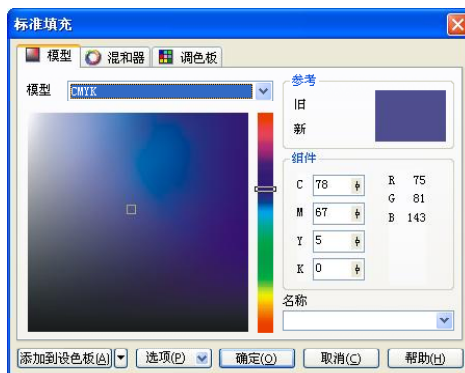 标准填充
模型 混和器 调色板
模型 CMYK
参考
旧
新
组件
C 78 R 75
M 67 G 81
Y 5 B 143
K 0
名称
添加到设色板(A) 选项(P) 确定(O) 取消(C) 帮助(H)